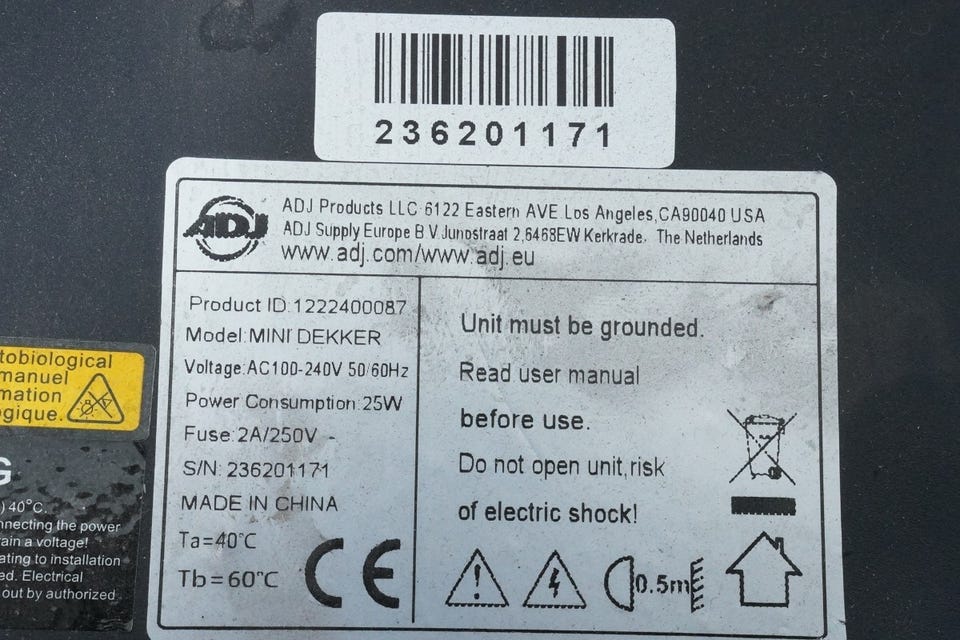 236201171
ADJ
ADJ Products LLC 6122 Eastern AVE Los Angeles,CA90040 USA
ADJ Supply Europe B.V.Junostraat 2,6468EW Kerkrade. The Netherlands
www.adj.com/www.adj.eu
Product ID:1222400087
Model:MINI DEKKER
Voltage:AC100-240V 50/60Hz
Power Consumption:25W
Fuse:2A/250V
S/N: 236201171
MADE IN CHINA
Ta=40°C
Tb=60°C
CE
Unit must be grounded.
Read user manual
before use.
Do not open unit,risk
of electric shock!
0.5m
tobiological
manuel
mation
ogique.
G
) 40°C.
nnecting the power
rain a voltage!
ating to installation
ed. Electrical
out by authorized